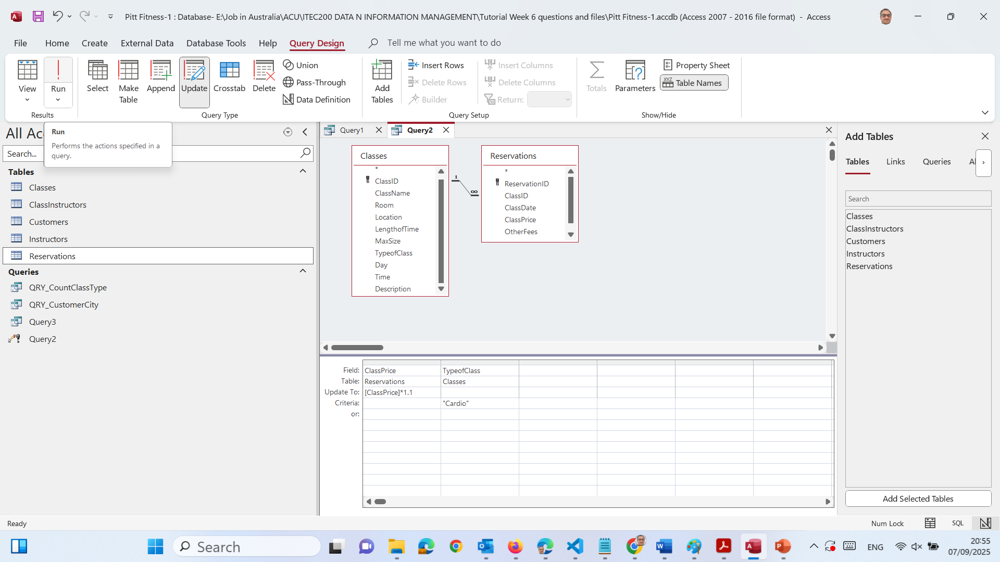 Pitt Fitness-1 : Database- E:\Job in Australia\ACU\ITEC200 DATA N INFORMATION MANAGEMENT\Tutorial Week 6 questions and files\Pitt Fitness-1.accdb (Access 2007 - 2016 file format) - Access
File Home Create External Data Database Tools Help Query Design Tell me what you want to do
View
Run
Results
Select
Make
Table
Append
Update
Crosstab
Delete
Union
Pass-Through
Data Definition
Query Type
Add
Tables
Insert Rows
Delete Rows
Builder
Insert Columns
Delete Columns
Return:
Query Setup
Totals
Parameters
Property Sheet
XYZ
Table Names
Show/Hide
Run
Performs the actions specified in a
query.
All Ac
Search...
Tables
Classes
ClassInstructors
Customers
Instructors
Reservations
Queries
QRY_CountClassType
QRY_CustomerCity
Query3
Query2
Query1
Query2
Classes
*
ClassID
ClassName
Room
Location
LengthofTime
MaxSize
TypeofClass
Day
Time
Description
1
∞
Reservations
*
ReservationID
ClassID
ClassDate
ClassPrice
OtherFees
Field: ClassPrice TypeofClass
Table: Reservations Classes
Update To: [ClassPrice]*1.1
Criteria: "Cardio"
or:
Add Tables
Tables Links Queries Al
Search
Classes
ClassInstructors
Customers
Instructors
Reservations
Add Selected Tables
Ready
Num Lock
SQL
Search
ENG
20:55
07/09/2025